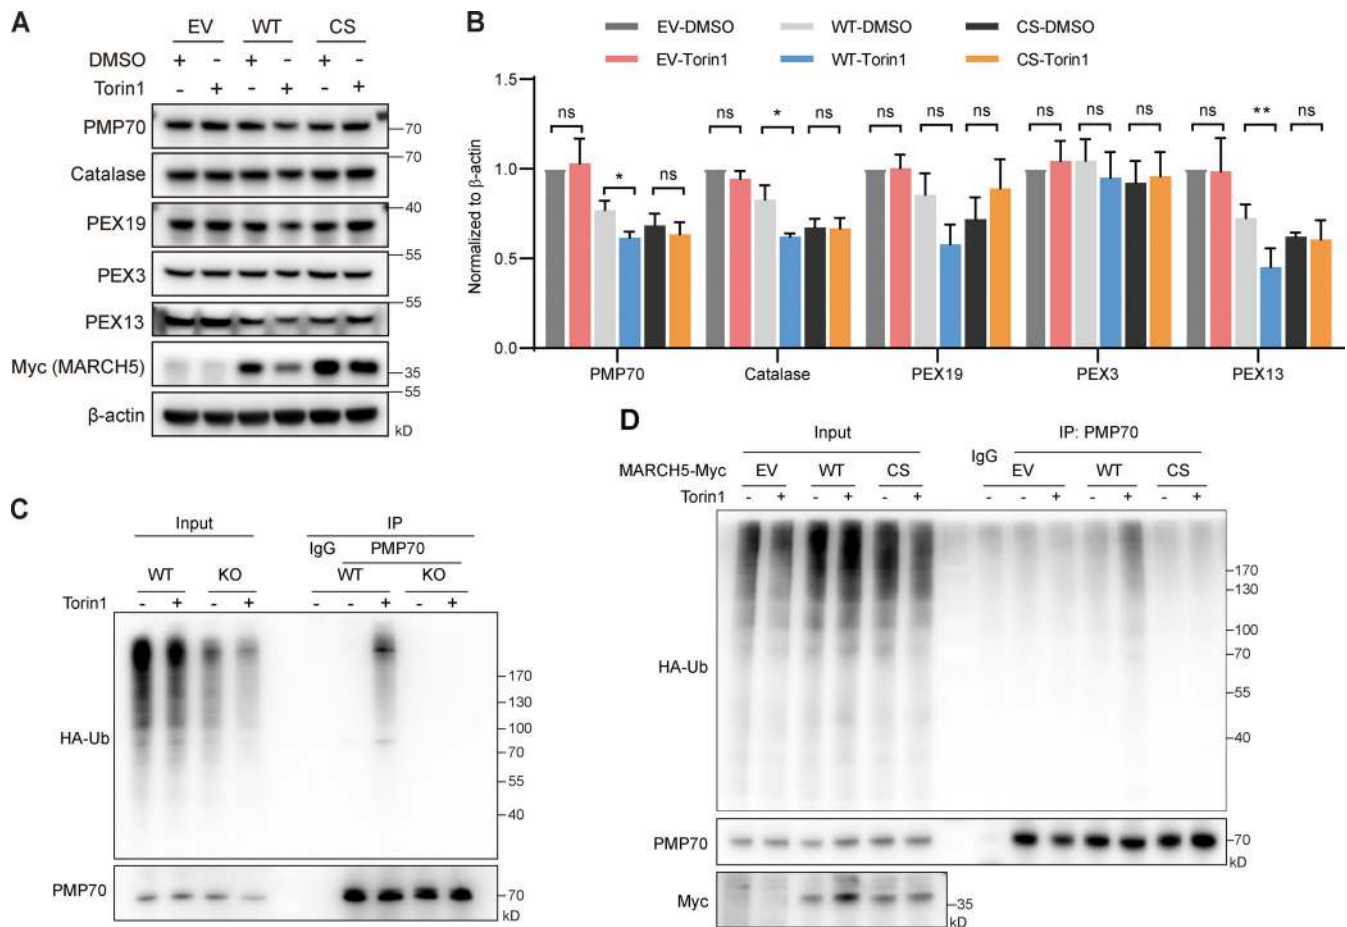 A
EV WT CS
DMSO + - + - + -
Torin1 - + - + - +
PMP70 70
Catalase 70
PEX19 40
PEX3 55
PEX13 55
Myc (MARCH5) 35
β-actin 55
kD
B
EV-DMSO WT-DMSO CS-DMSO
EV-Torin1 WT-Torin1 CS-Torin1
Normalized to β-actin
1.5
1.0
0.5
0.0
ns * ns
ns * ns
ns ns ns
ns ns ns
ns ** ns
PMP70 Catalase PEX19 PEX3 PEX13
C
Input IP
IgG PMP70
WT KO WT KO
Torin1 - + - + - - + - +
HA-Ub
170
130
100
70
55
40
PMP70 70
kD
D
Input IP: PMP70
MARCH5-Myc EV WT CS IgG EV WT CS
Torin1 - + - + - + - - + - + - +
HA-Ub
170
130
100
70
55
40
PMP70 70
kD
Myc 35
kD